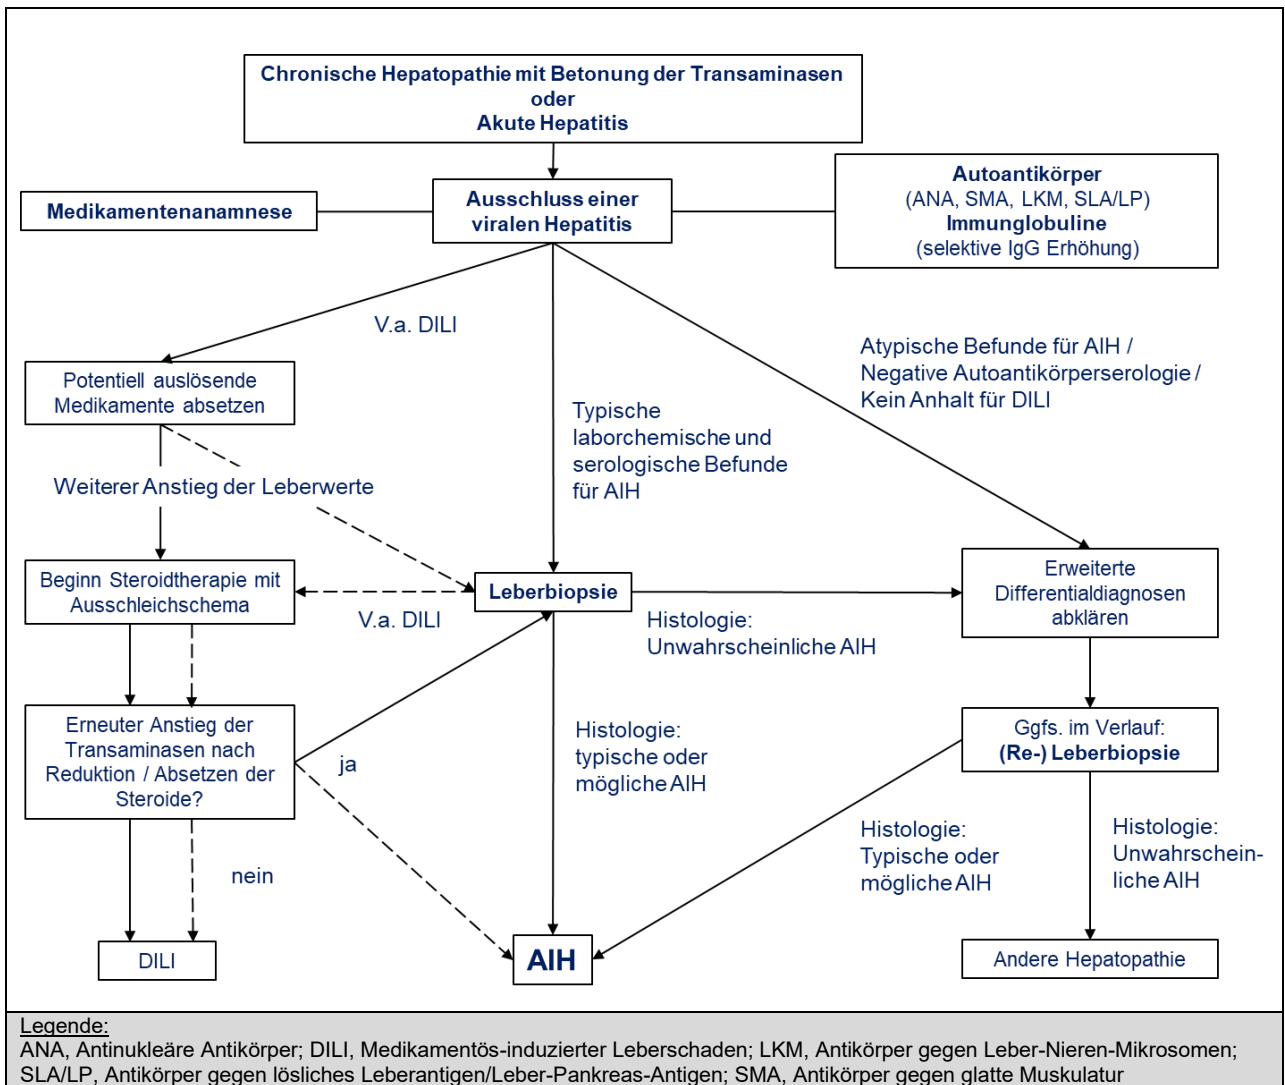 Chronische Hepatopathie mit Betonung der Transaminasen
oder
Akute Hepatitis
Medikamentenanamnese
Ausschluss einer
viralen Hepatitis
Autoantikörper
(ANA, SMA, LKM, SLA/LP)
Immunglobuline
(selektive IgG Erhöhung)
V.a. DILI
Potentiell auslösende
Medikamente absetzen
Typische
laborchemische und
serologische Befunde
für AIH
Atypische Befunde für AIH /
Negative Autoantikörperserologie /
Kein Anhalt für DILI
Weiterer Anstieg der Leberwerte
Beginn Steroidtherapie mit
Ausschleichschema
V.a. DILI
Leberbiopsie
Histologie:
Unwahrscheinliche AIH
Erweiterte
Differentialdiagnosen
abklären
Erneuter Anstieg der
Transaminasen nach
Reduktion / Absetzen der
Steroide?
ja
Histologie:
typische oder
mögliche AIH
Ggfs. im Verlauf:
(Re-) Leberbiopsie
nein
Histologie:
Typische oder
mögliche AIH
Histologie:
Unwahrschein-
liche AIH
DILI
AIH
Andere Hepatopathie
Legende:
ANA, Antinukleäre Antikörper; DILI, Medikamentös-induzierter Leberschaden; LKM, Antikörper gegen Leber-Nieren-Mikrosomen;
SLA/LP, Antikörper gegen lösliches Leberantigen/Leber-Pankreas-Antigen; SMA, Antikörper gegen glatte Muskulatur